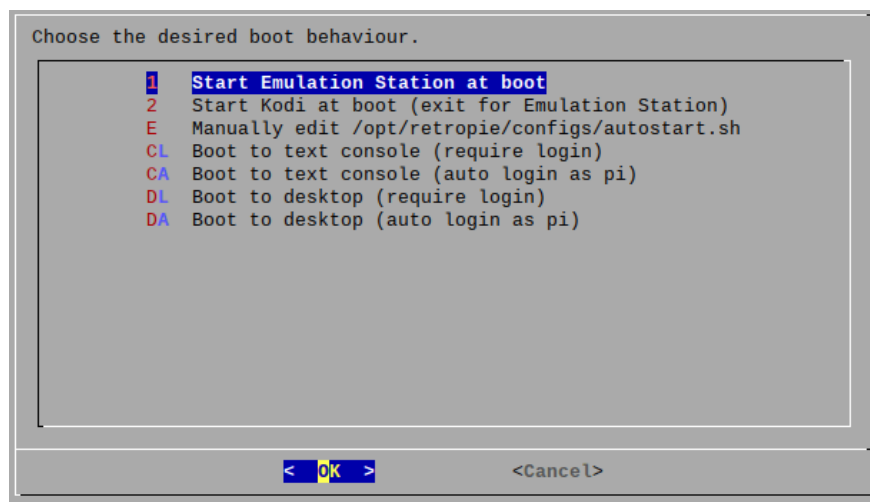 Choose the desired boot behaviour.
1 Start Emulation Station at boot
2 Start Kodi at boot (exit for Emulation Station)
E Manually edit /opt/retropie/configs/autostart.sh
CL Boot to text console (require login)
CA Boot to text console (auto login as pi)
DL Boot to desktop (require login)
DA Boot to desktop (auto login as pi)
< OK > <Cancel>